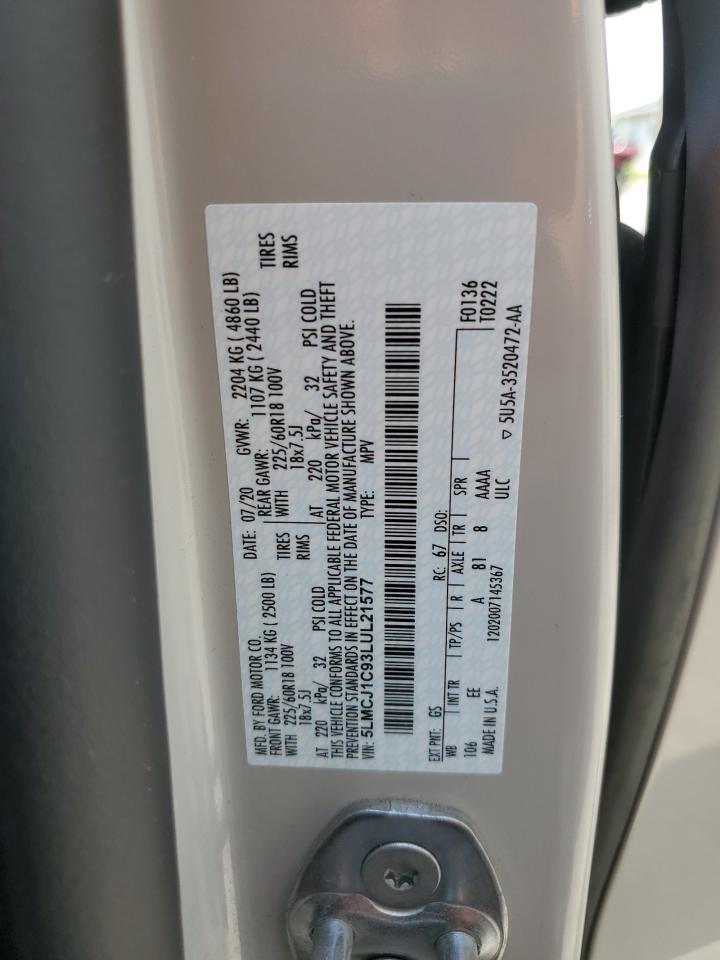 MFD. BY FORD MOTOR CO.
DATE: 07/20 GVWR: 2204 KG ( 4860 LB)
FRONT GAWR: 1134 KG ( 2500 LB) REAR GAWR: 1107 KG ( 2440 LB)
WITH 225/60R18 100V TIRES WITH 225/60R18 100V TIRES
18x7.5J RIMS 18x7.5J RIMS
AT 220 kPa/ 32 PSI COLD AT 220 kPa/ 32 PSI COLD
THIS VEHICLE CONFORMS TO ALL APPLICABLE FEDERAL MOTOR VEHICLE SAFETY AND THEFT
PREVENTION STANDARDS IN EFFECT ON THE DATE OF MANUFACTURE SHOWN ABOVE.
VIN: 5LMCJ1C93LUL21577 TYPE: MPV
EXT PNT: GS RC: 67 DSO: F0136
WB INT TR TP/PS R AXLE TR SPR T0222
106 EE A 81 8 AAAA
MADE IN U.S.A. 1202007145367 ULC ▽ 5U5A-3520472-AA